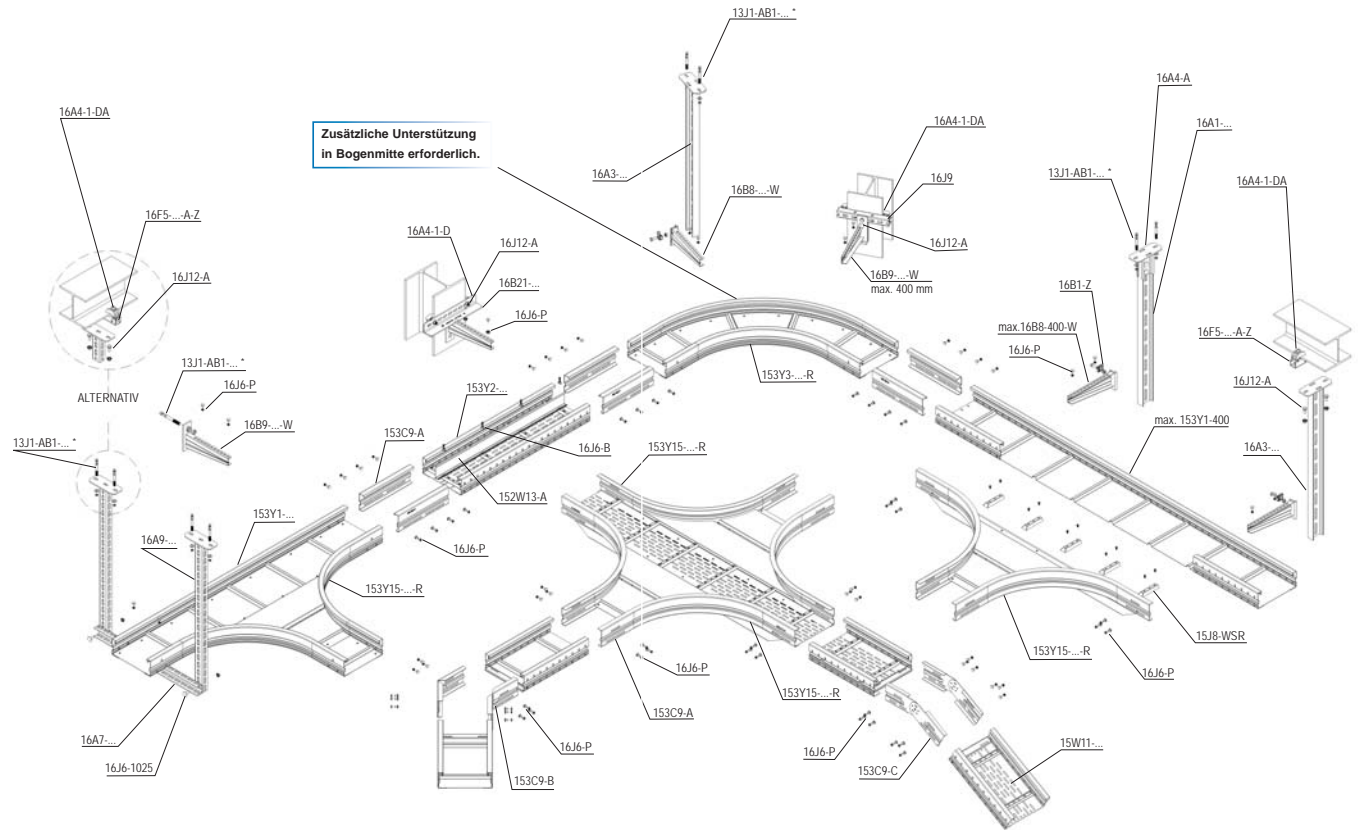 13J1-AB1-... *
16A4-A
16A4-1-DA
16A1-...
Zusätzliche Unterstützung
in Bogenmitte erforderlich.
16A4-1-DA
16A3-...
13J1-AB1-... *
16J9
16A4-1-DA
16B8-...-W
16F5-...-A-Z
16A4-1-D
16J12-A
16J12-A
16J12-A
16B9-...-W
max. 400 mm
16B1-Z
16B21-...
max.16B8-400-W
16F5-...-A-Z
16J6-P
16J6-P
13J1-AB1-... *
16J6-P
153Y3-...-R
16J12-A
ALTERNATIV
153Y2-...
16B9-...-W
153C9-A
16J6-B
153Y15-...-R
max. 153Y1-400
16A3-...
13J1-AB1-... *
152W13-A
153Y1-...
16A9-...
16J6-P
153Y15-...-R
15J8-WSR
153Y15-...-R
16J6-P
153Y15-...-R
16J6-P
153C9-A
16A7-...
16J6-P
16J6-P
15W11-...
16J6-1025
153C9-B
153C9-C